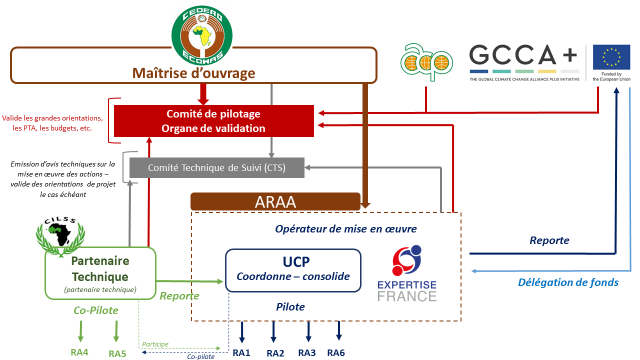 CEDEAO
ECOWAS
Maîtrise d'ouvrage
acp
GCCA+
THE GLOBAL CLIMATE CHANGE ALLIANCE PLUS INITIATIVE
Funded by
the European Union
Valide les grandes orientations,
les PTA, les budgets, etc.
Comité de pilotage
Organe de validation
Emission d'avis techniques sur la
mise en œuvre des actions –
valide des orientations de projet
le cas échéant
Comité Technique de Suivi (CTS)
ARAA
CILSS
Opérateur de mise en œuvre
Partenaire
Technique
(partenaire technique)
UCP
Coordonne – consolide
EXPERTISE
FRANCE
Reporte
Délégation de fonds
Reporte
Co-Pilote
Pilote
Participe
Co-pilote
RA4
RA5
RA1
RA2
RA3
RA6